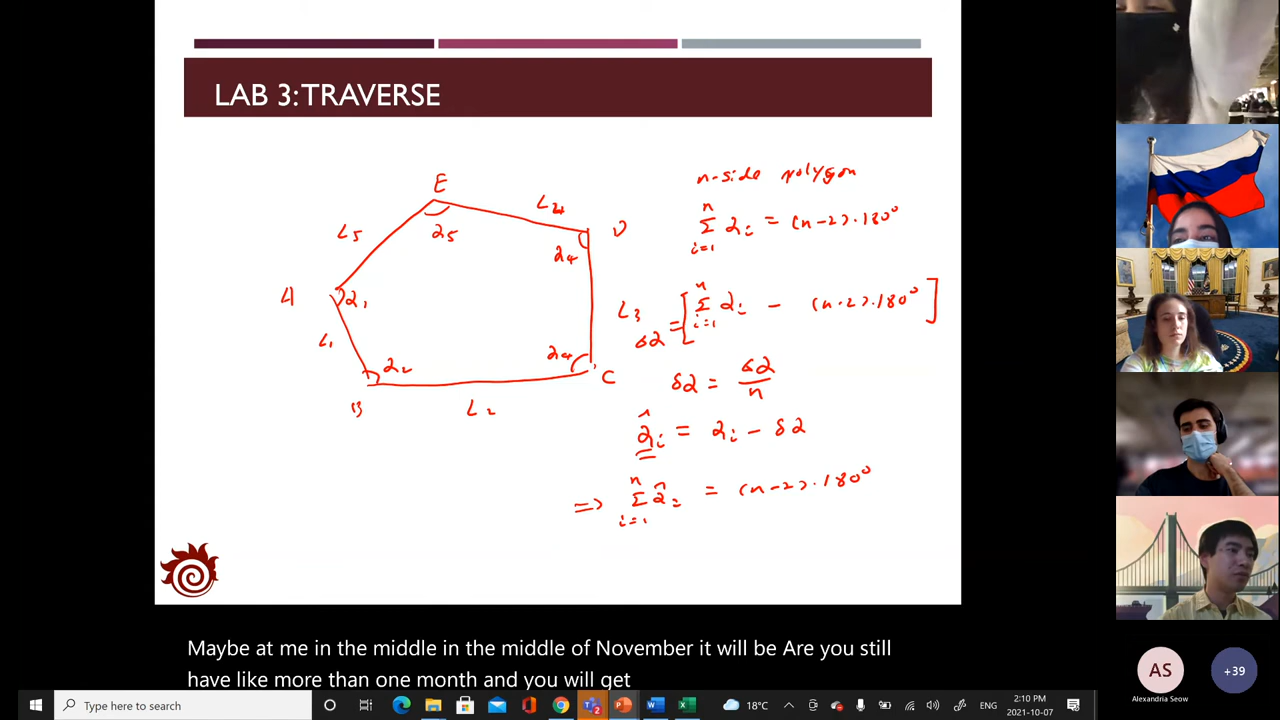 LAB 3: TRAVERSE
E
L4
n-side polygon
L5
α5
D
α4
n
Σ αi = (n-2).180°
i=1
A
α1
L1
α2
B
L2
α4
C
L3
n
Δα = [ Σ αi - (n-2).180° ]
i=1
δα = Δα / n
α̂i = αi - δα
n
=> Σ α̂i = (n-2).180°
i=1
Maybe at me in the middle in the middle of November it will be Are you still
have like more than one month and you will get
AS
Alexandria Seow
+39
Type here to search
18°C
ENG
2:10 PM
2021-10-07